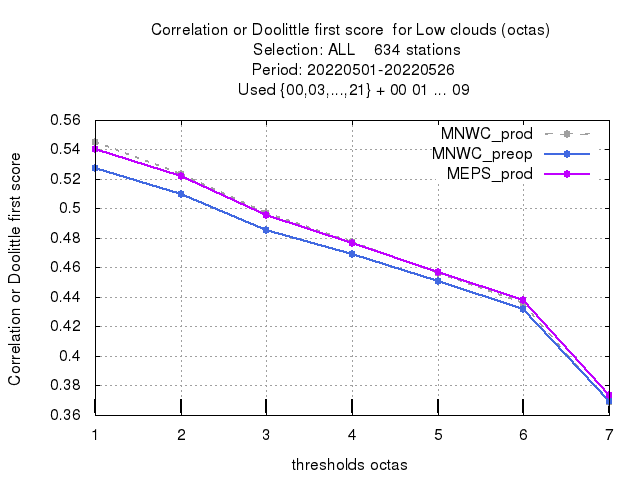 Correlation or Doolittle first score  for Low clouds (octas)
Selection: ALL    634 stations
Period: 20220501-20220526
Used {00,03,...,21} + 00 01 ... 09
MNWC_prod
MNWC_preop
MEPS_prod
Correlation or Doolittle first score
0.56
0.54
0.52
0.5
0.48
0.46
0.44
0.42
0.4
0.38
0.36
1 2 3 4 5 6 7
thresholds octas